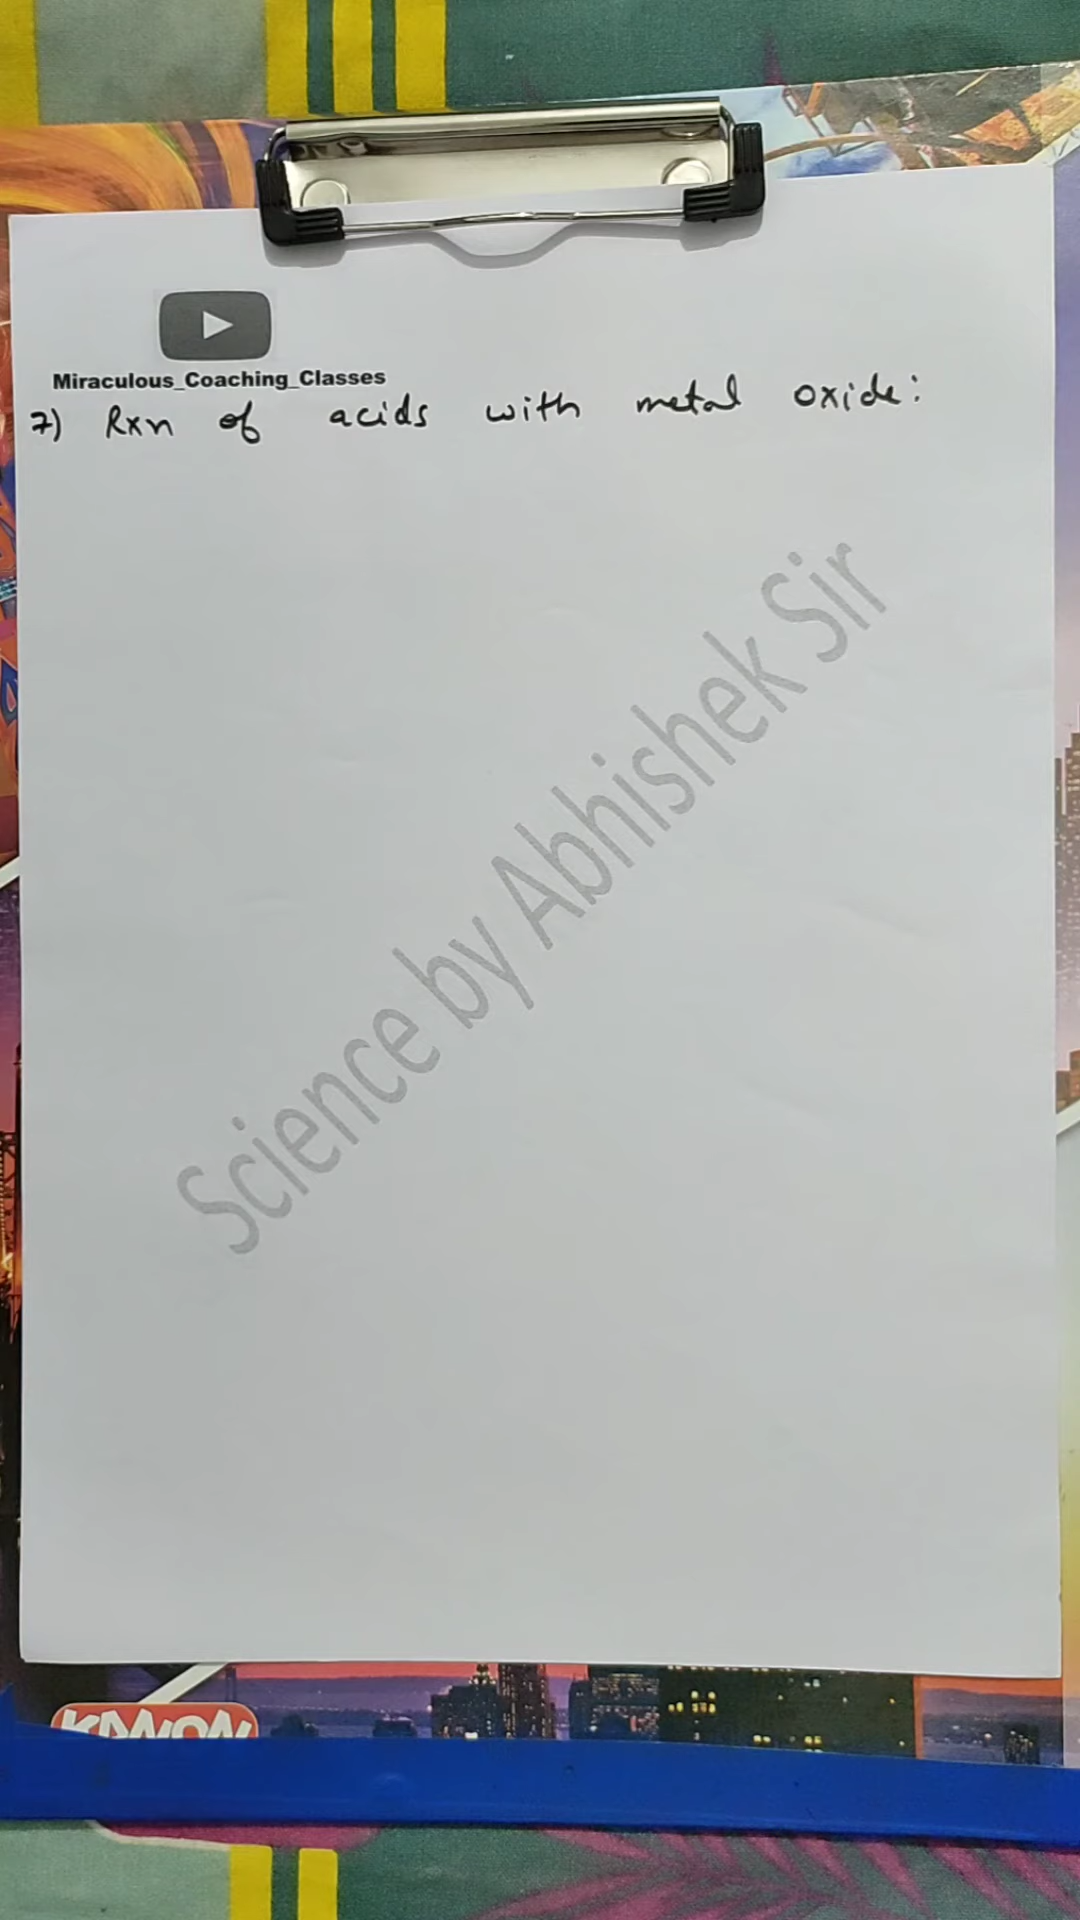 Miraculous_Coaching_Classes
7) Rxn of acids with metal oxide:
Science by Abhishek Sir